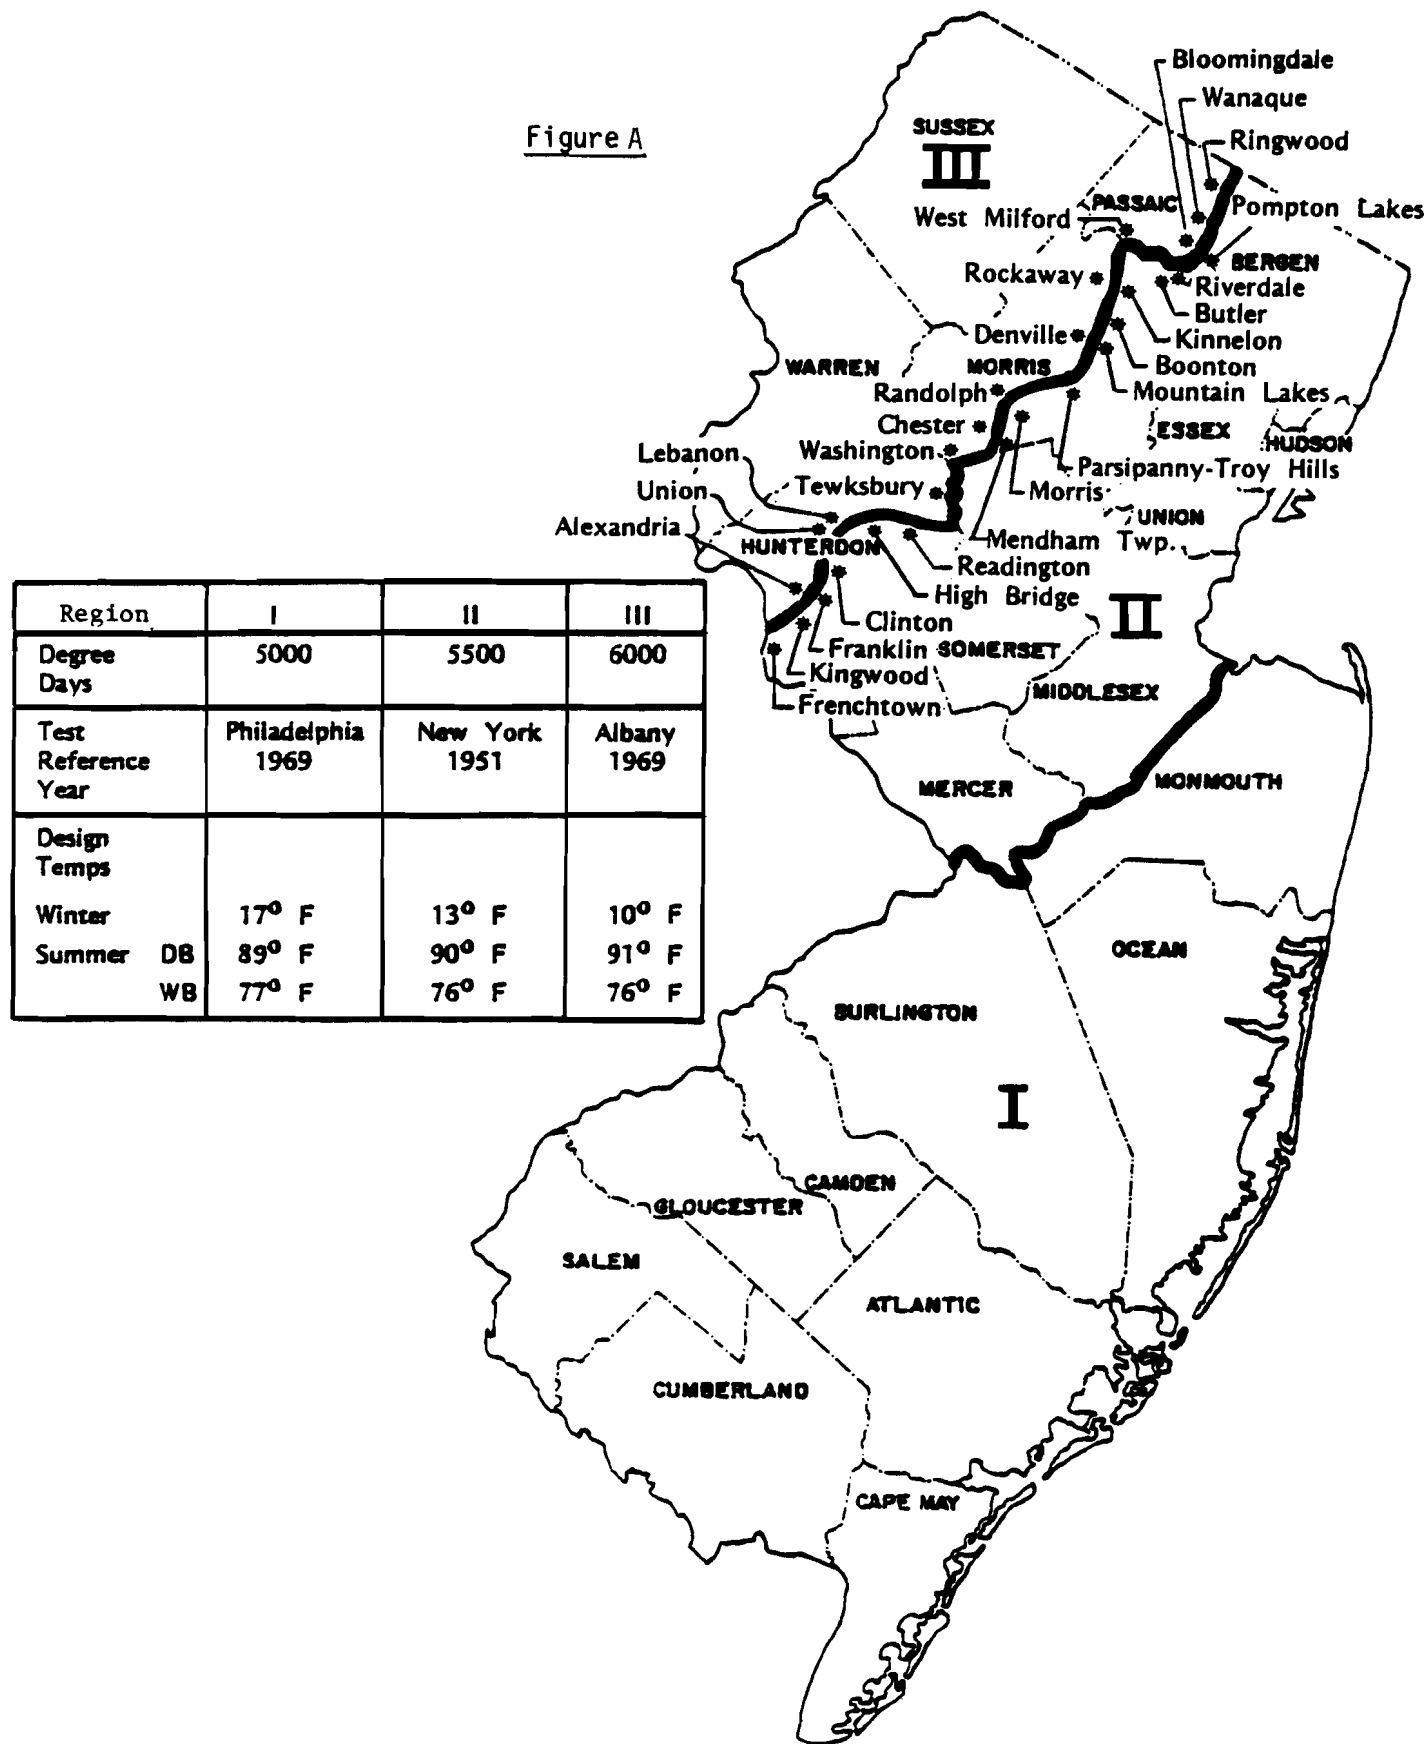 Figure A
Bloomingdale
Wanaque
Ringwood
SUSSEX
III
PASSAIC
West Milford
Pompton Lakes
BERGEN
Rockaway
Riverdale
Butler
Denville
Kinnelon
WARREN
MORRIS
Boonton
Randolph
Mountain Lakes
Chester
ESSEX
HUDSON
Washington
Lebanon
Parsipanny-Troy Hills
Tewksbury
Morris
Union
UNION
Alexandria
HUNTERDON
Mendham Twp.
Readington
High Bridge
II
Clinton
Franklin
SOMERSET
Kingwood
MIDDLESEX
Frenchtown
MERCER
MONMOUTH
OCEAN
BURLINGTON
I
CAMDEN
GLOUCESTER
SALEM
ATLANTIC
CUMBERLAND
CAPE MAY
Region I II III
Degree 5000 5500 6000
Days
Test Philadelphia New York Albany
Reference 1969 1951 1969
Year
Design
Temps
Winter 17° F 13° F 10° F
Summer DB 89° F 90° F 91° F
WB 77° F 76° F 76° F